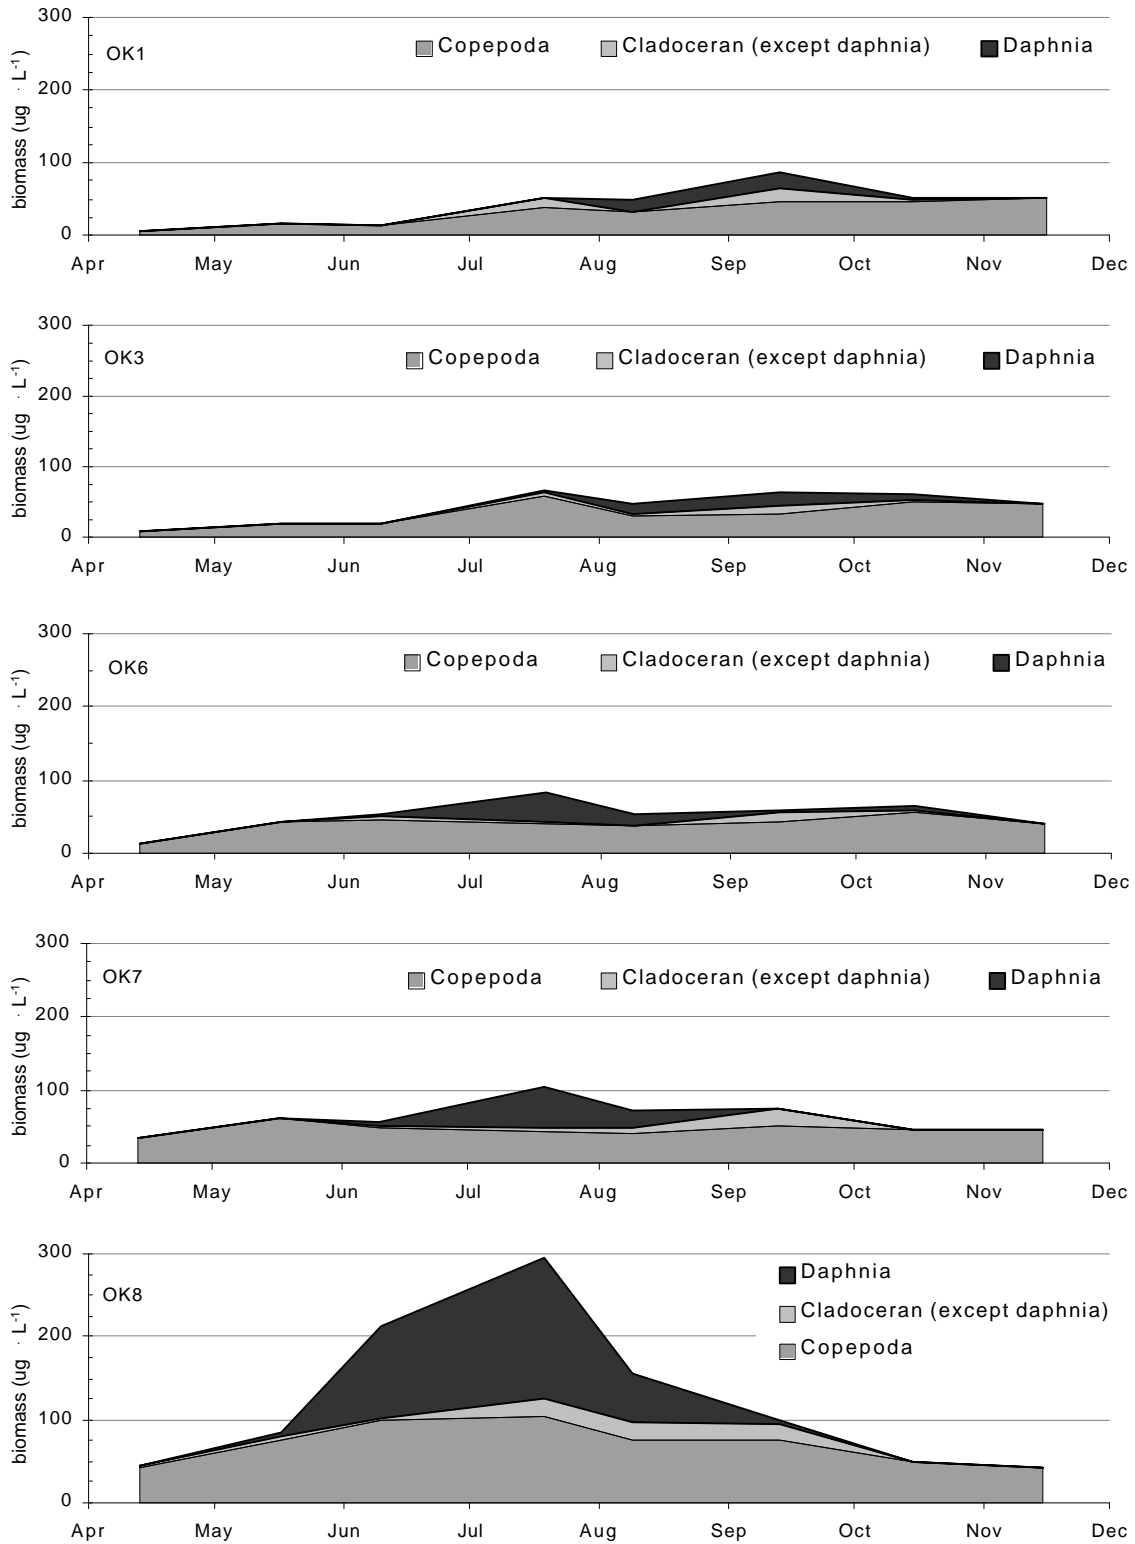 300
OK1
Copepoda Cladoceran (except daphnia) Daphnia
200
100
0
biomass (ug · L-1)
Apr May Jun Jul Aug Sep Oct Nov Dec
300
OK3
Copepoda Cladoceran (except daphnia) Daphnia
200
100
0
biomass (ug · L-1)
Apr May Jun Jul Aug Sep Oct Nov Dec
300
OK6
Copepoda Cladoceran (except daphnia) Daphnia
200
100
0
biomass (ug · L-1)
Apr May Jun Jul Aug Sep Oct Nov Dec
300
OK7
Copepoda Cladoceran (except daphnia) Daphnia
200
100
0
biomass (ug · L-1)
Apr May Jun Jul Aug Sep Oct Nov Dec
300
OK8
Daphnia
Cladoceran (except daphnia)
Copepoda
200
100
0
biomass (ug · L-1)
Apr May Jun Jul Aug Sep Oct Nov Dec